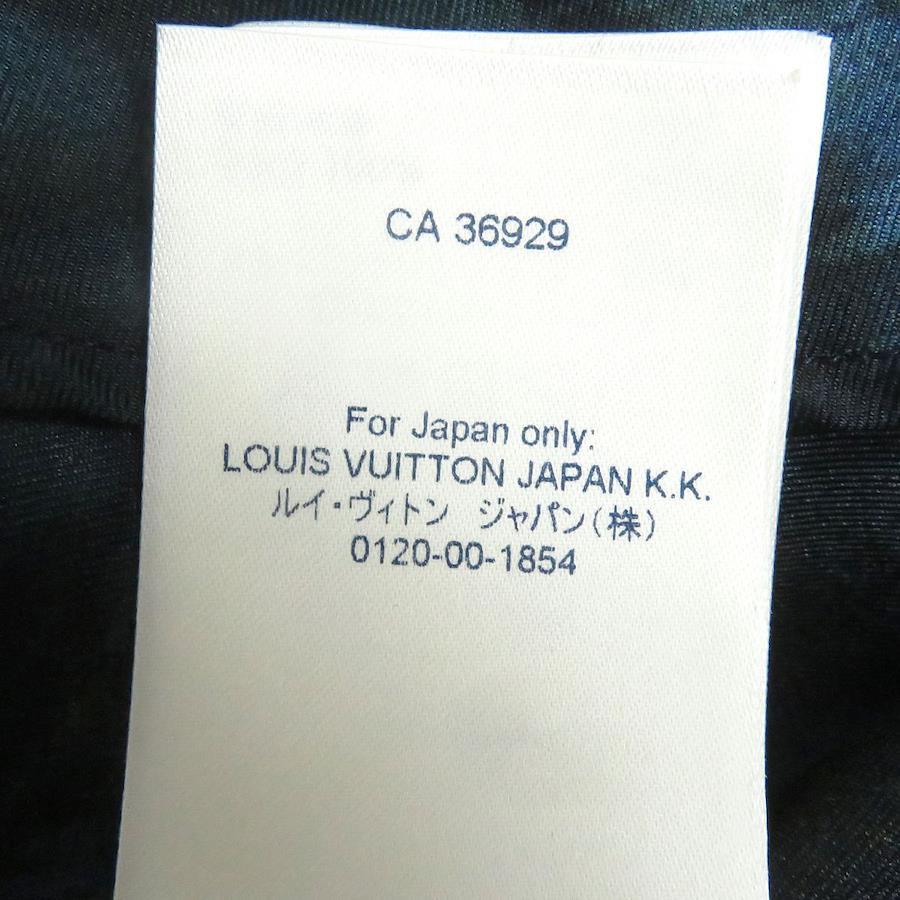 CA 36929
For Japan only:
LOUIS VUITTON JAPAN K.K.
ルイ・ヴィトン　ジャパン（株）
0120-00-1854